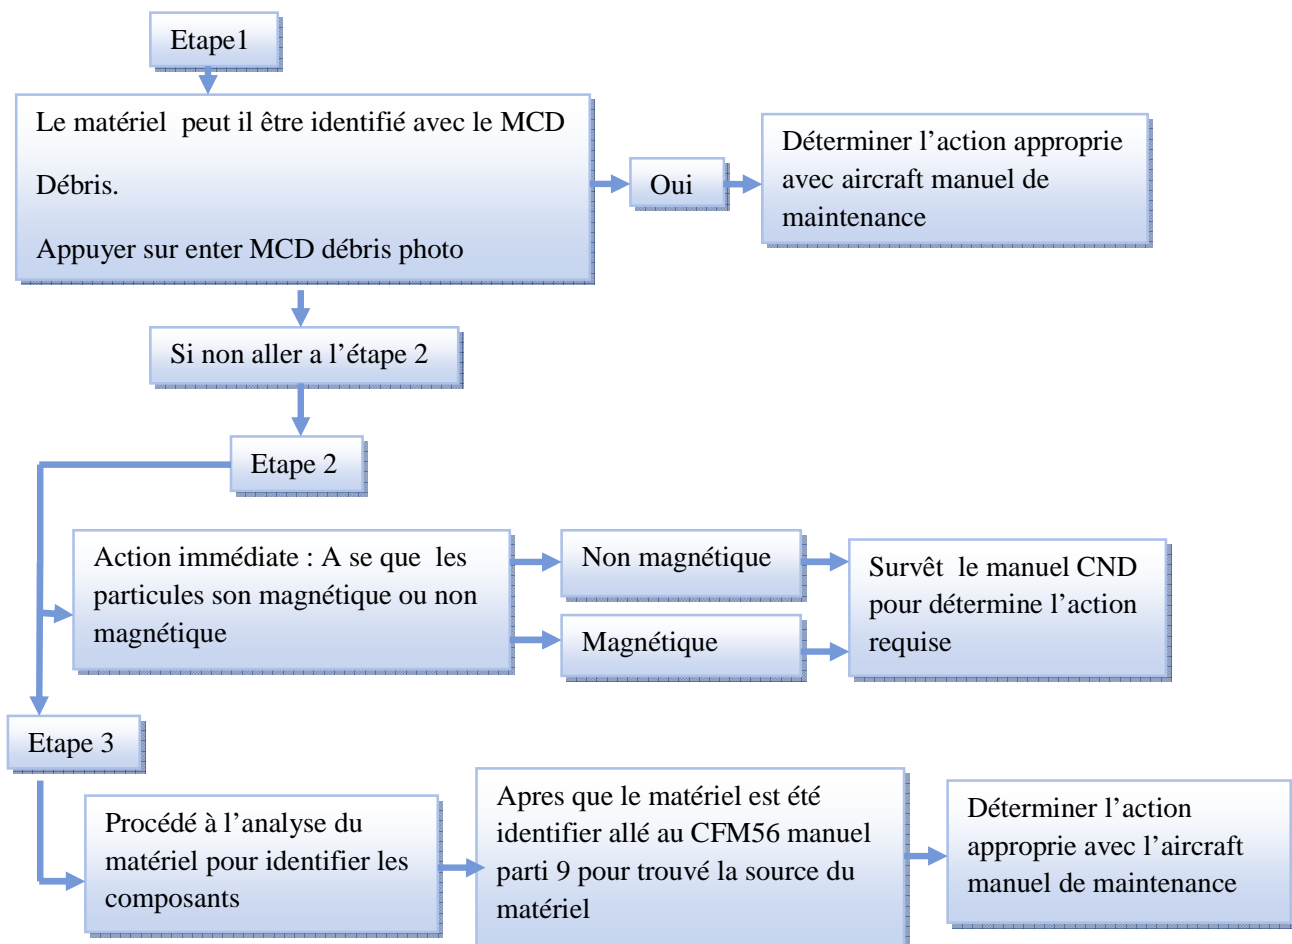 Etape1
Le matériel peut il être identifié avec le MCD
Débris.
Appuyer sur enter MCD débris photo
Oui
Déterminer l'action approprie
avec aircraft manuel de
maintenance
Si non aller a l'étape 2
Etape 2
Action immédiate : A se que les
particules son magnétique ou non
magnétique
Non magnétique
Magnétique
Survêt le manuel CND
pour détermine l'action
requise
Etape 3
Procédé à l'analyse du
matériel pour identifier les
composants
Apres que le matériel est été
identifier allé au CFM56 manuel
parti 9 pour trouvé la source du
matériel
Déterminer l'action
approprie avec l'aircraft
manuel de maintenance